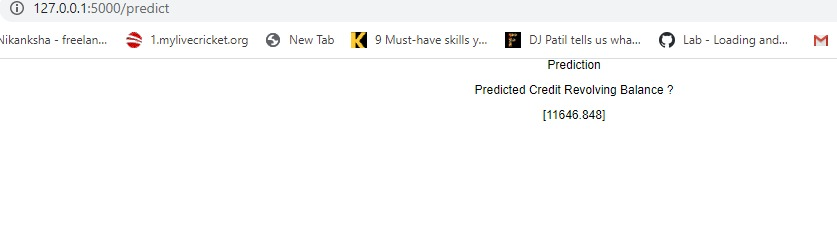 127.0.0.1:5000/predict
Nikanksha - freelan... 1.mylivecricket.org New Tab 9 Must-have skills y... DJ Patil tells us wha... Lab - Loading and...
Prediction
Predicted Credit Revolving Balance ?
[11646.848]